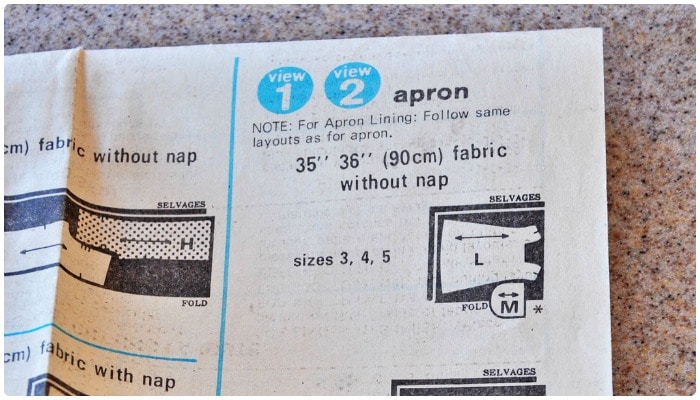 cm) fabric without nap
SELVAGES
H
FOLD
cm) fabric with nap
view 1
view 2
apron
NOTE: For Apron Lining: Follow same
layouts as for apron.
35'' 36'' (90cm) fabric
without nap
SELVAGES
sizes 3, 4, 5
L
FOLD
M *
SELVAGES